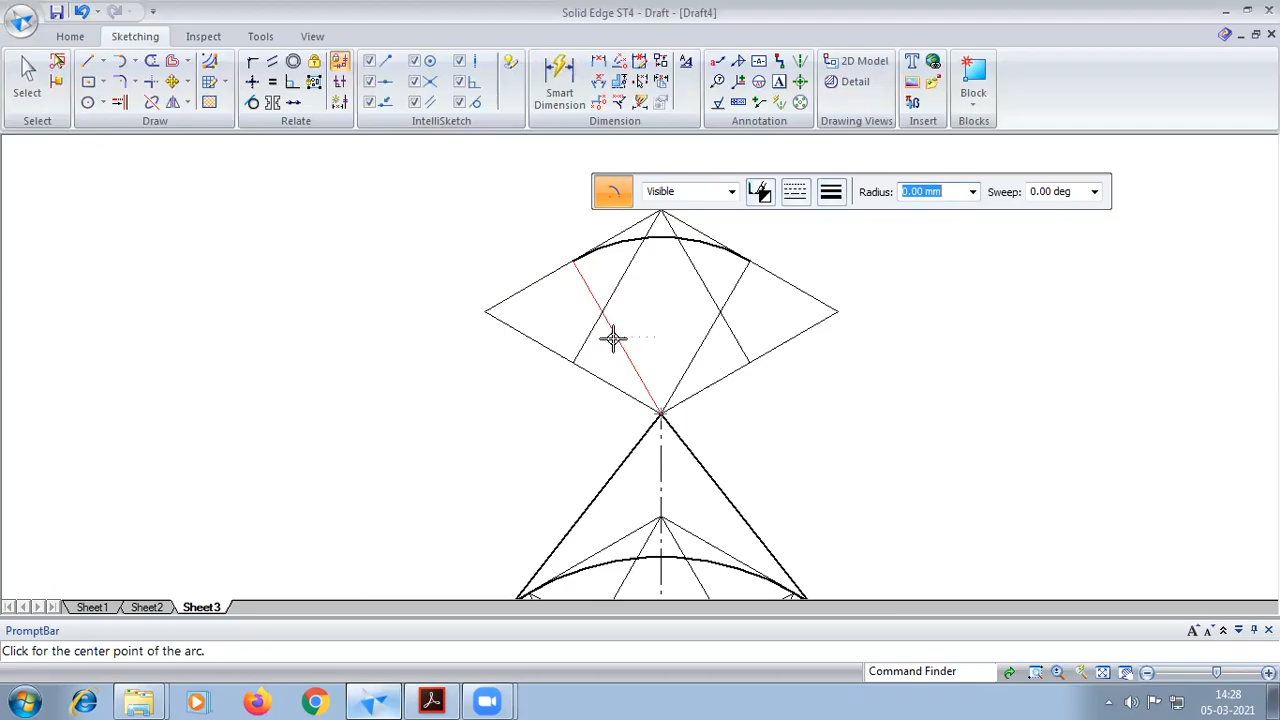 Solid Edge ST4 - Draft - [Draft4]
Home
Sketching
Inspect
Tools
View
Select
Smart
Dimension
2D Model
Detail
Block
Select
Draw
Relate
IntelliSketch
Dimension
Annotation
Drawing Views
Insert
Blocks
Visible
Radius:
0.00 mm
Sweep:
0.00 deg
Sheet1
Sheet2
Sheet3
PromptBar
Click for the center point of the arc.
Command Finder
14:28
05-03-2021